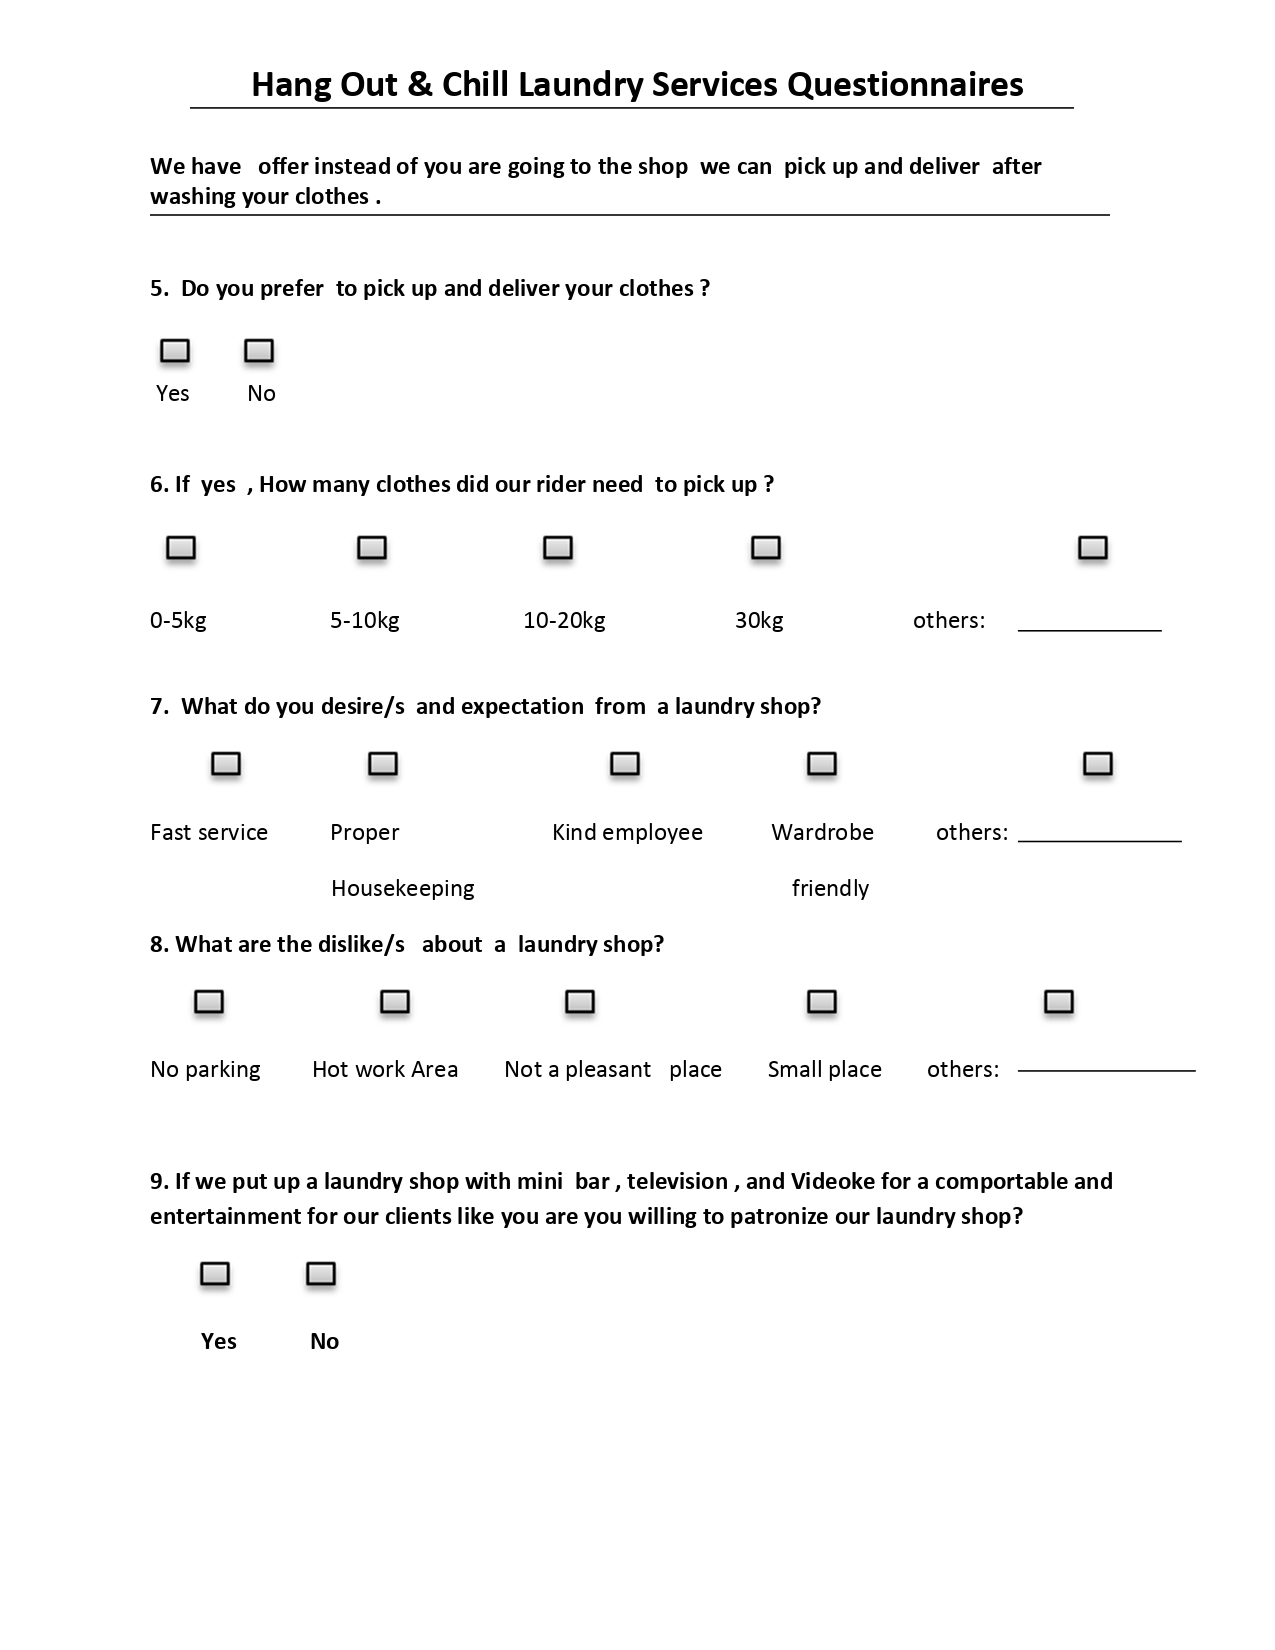 Hang Out & Chill Laundry Services Questionnaires
We have offer instead of you are going to the shop we can pick up and deliver after
washing your clothes .
5. Do you prefer to pick up and deliver your clothes ?
Yes No
6. If yes , How many clothes did our rider need to pick up ?
0-5kg 5-10kg 10-20kg 30kg others: ____________
7. What do you desire/s and expectation from a laundry shop?
Fast service Proper Kind employee Wardrobe others: ____________
Housekeeping friendly
8. What are the dislike/s about a laundry shop?
No parking Hot work Area Not a pleasant place Small place others: ____________
9. If we put up a laundry shop with mini bar , television , and Videoke for a comportable and
entertainment for our clients like you are you willing to patronize our laundry shop?
Yes No